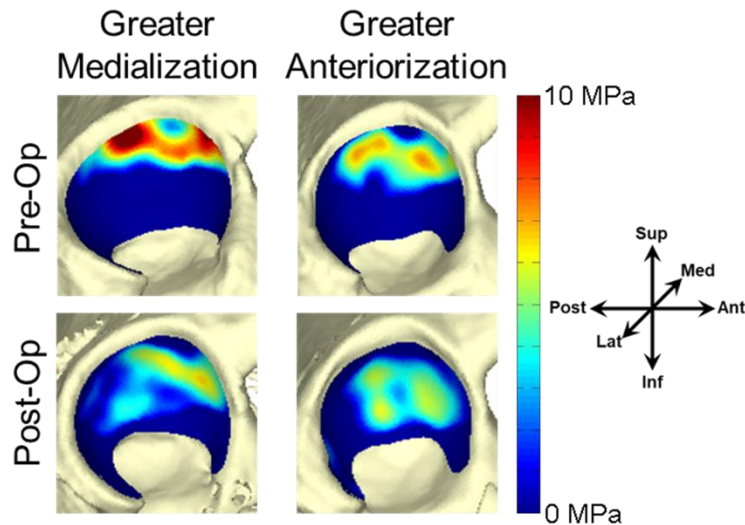 Greater
Medialization
Greater
Anteriorization
Pre-Op
Post-Op
10 MPa
0 MPa
Sup
Med
Post
Ant
Lat
Inf